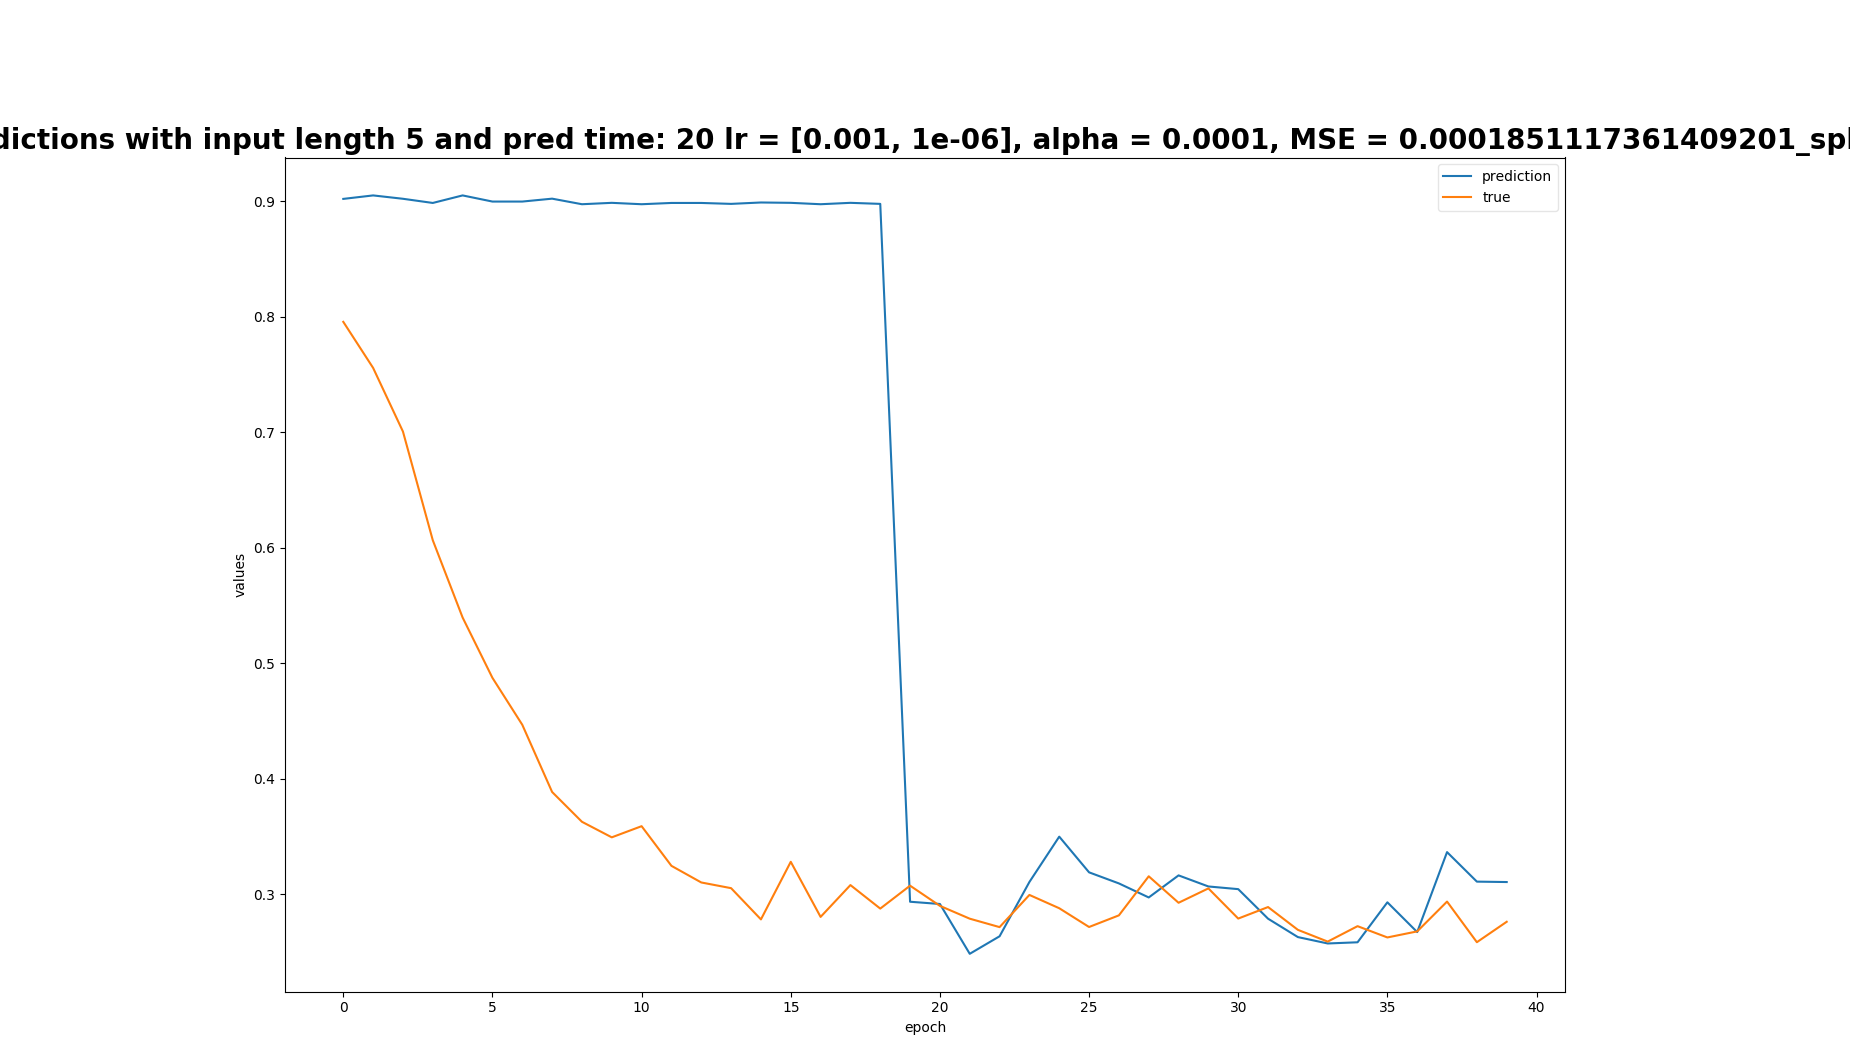 dictions with input length 5 and pred time: 20 lr = [0.001, 1e-06], alpha = 0.0001, MSE = 0.0001851117361409201_spl
prediction
true
0.9
0.8
0.7
0.6
0.5
0.4
0.3
values
0 5 10 15 20 25 30 35 40
epoch